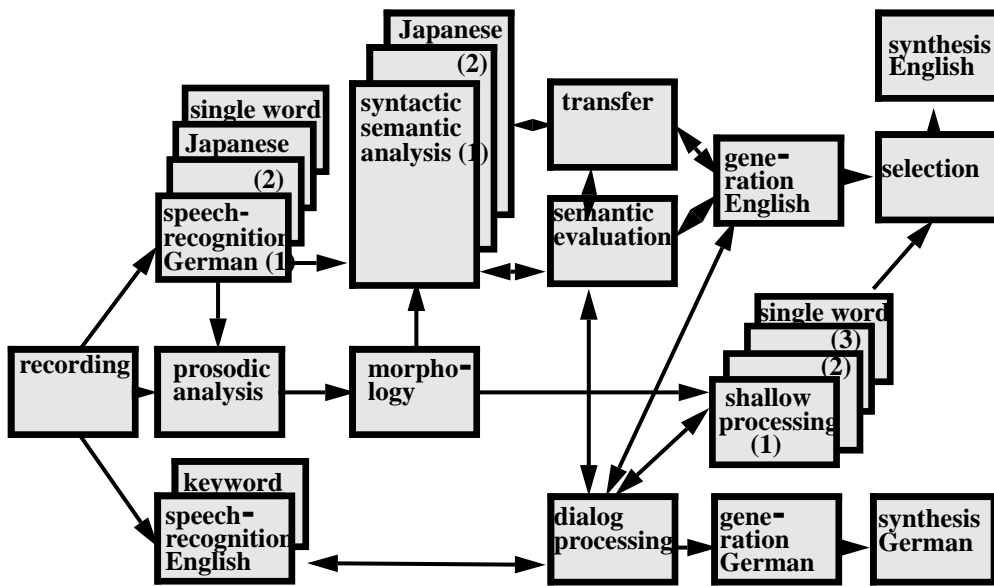 Japanese
(2)
syntactic
semantic
analysis (1)
single word
Japanese
(2)
speech-
recognition
German (1)
transfer
semantic
evaluation
gene-
ration
English
synthesis
English
selection
recording
prosodic
analysis
morpho-
logy
single word
(3)
(2)
shallow
processing
(1)
keyword
speech-
recognition
English
dialog
processing
gene-
ration
German
synthesis
German